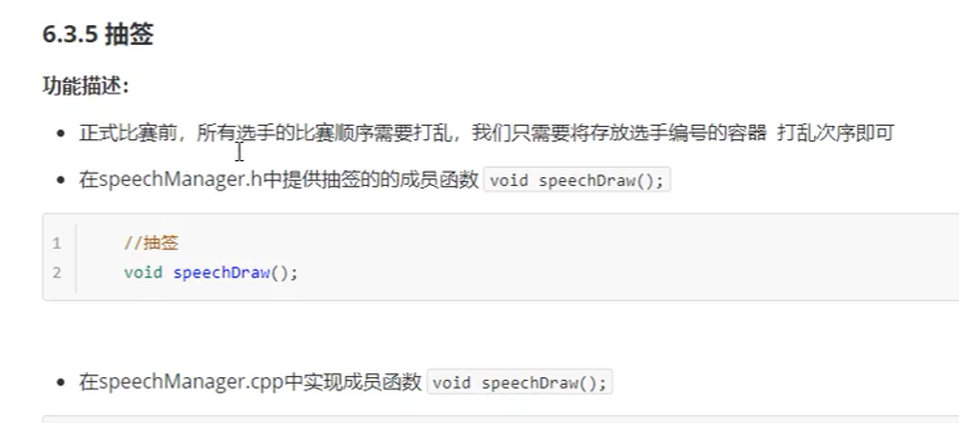 6.3.5 抽签
功能描述：
• 正式比赛前，所有选手的比赛顺序需要打乱，我们只需要将存放选手编号的容器 打乱次序即可
• 在speechManager.h中提供抽签的的成员函数 void speechDraw();
1 //抽签
2 void speechDraw();
• 在speechManager.cpp中实现成员函数 void speechDraw();